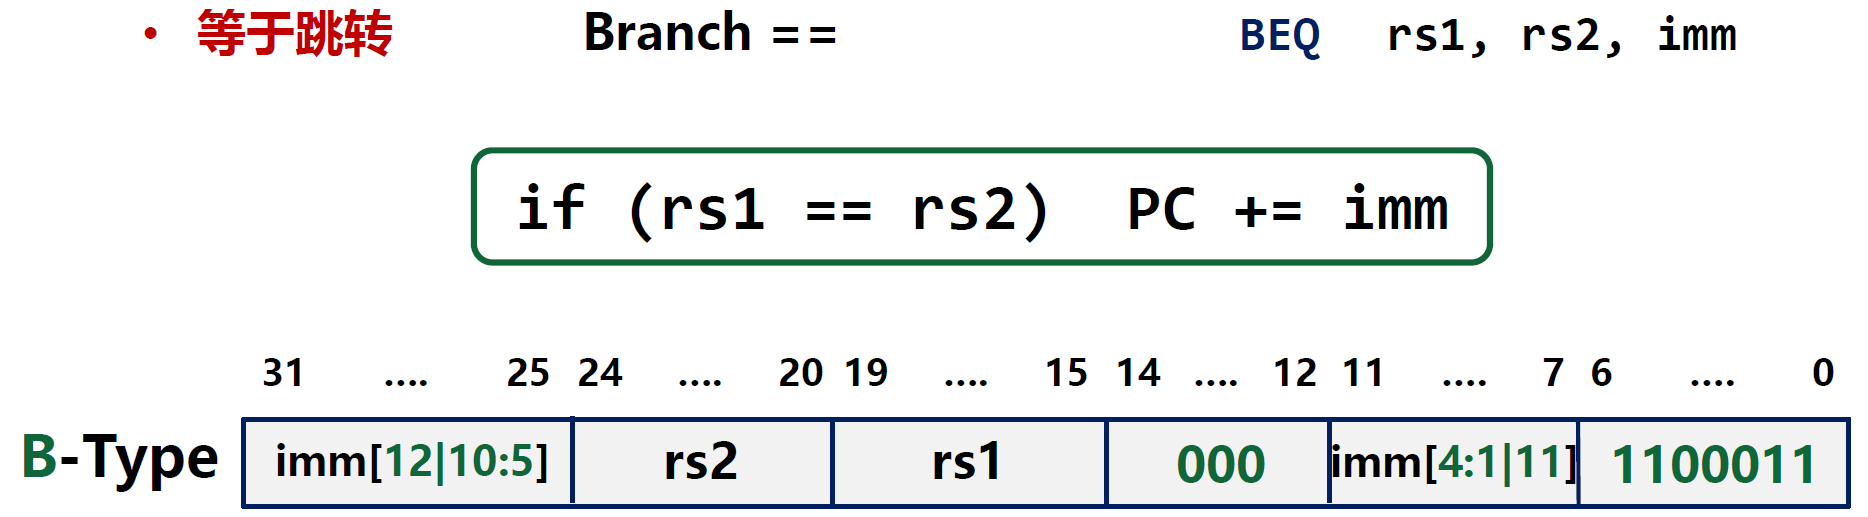 • 等于跳转 Branch == BEQ rs1, rs2, imm
if (rs1 == rs2) PC += imm
31 .... 25 24 .... 20 19 .... 15 14 .... 12 11 .... 7 6 .... 0
B-Type imm[12|10:5] rs2 rs1 000 imm[4:1|11] 1100011